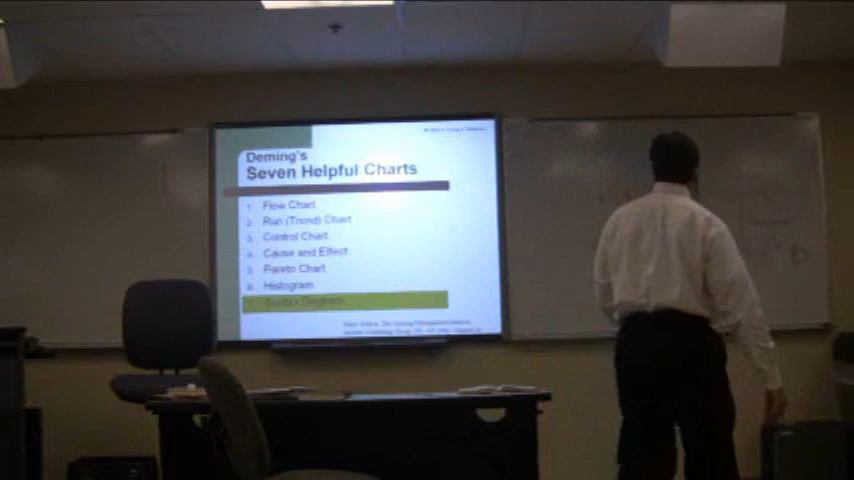 Deming's
Seven Helpful Charts
1. Flow Chart
2. Run (Trend) Chart
3. Control Chart
4. Cause and Effect
5. Pareto Chart
6. Histogram
7. Scatter Diagram